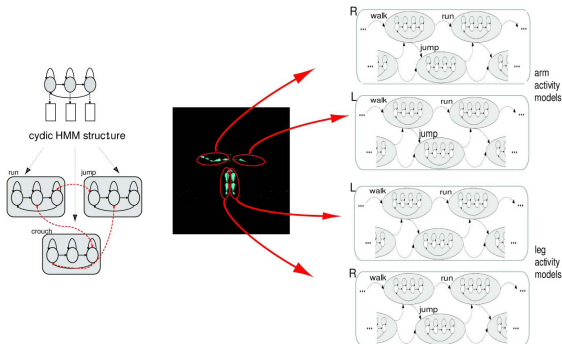 cydic HMM structure
run
jump
crouch
R
walk
run
...
...
jump
arm
activity
models
L
walk
run
...
...
jump
L
walk
run
...
...
leg
activity
models
R
walk
run
...
...
jump